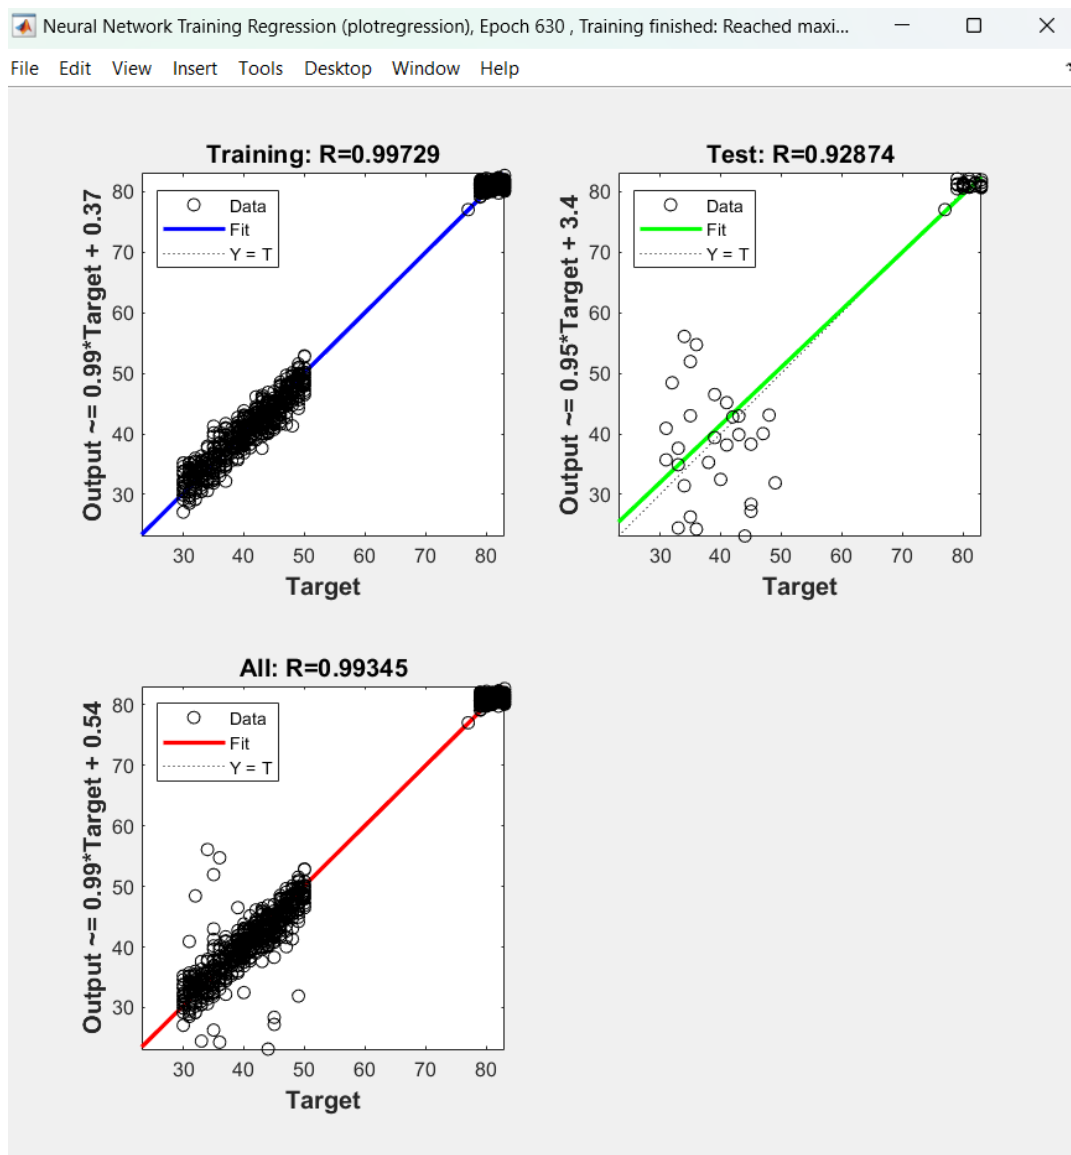 Neural Network Training Regression (plotregression), Epoch 630 , Training finished: Reached maxi...
File Edit View Insert Tools Desktop Window Help
Training: R=0.99729
Output ~= 0.99*Target + 0.37
80
70
60
50
40
30
Data
Fit
Y = T
30 40 50 60 70 80
Target
Test: R=0.92874
Output ~= 0.95*Target + 3.4
80
70
60
50
40
30
Data
Fit
Y = T
30 40 50 60 70 80
Target
All: R=0.99345
Output ~= 0.99*Target + 0.54
80
70
60
50
40
30
Data
Fit
Y = T
30 40 50 60 70 80
Target